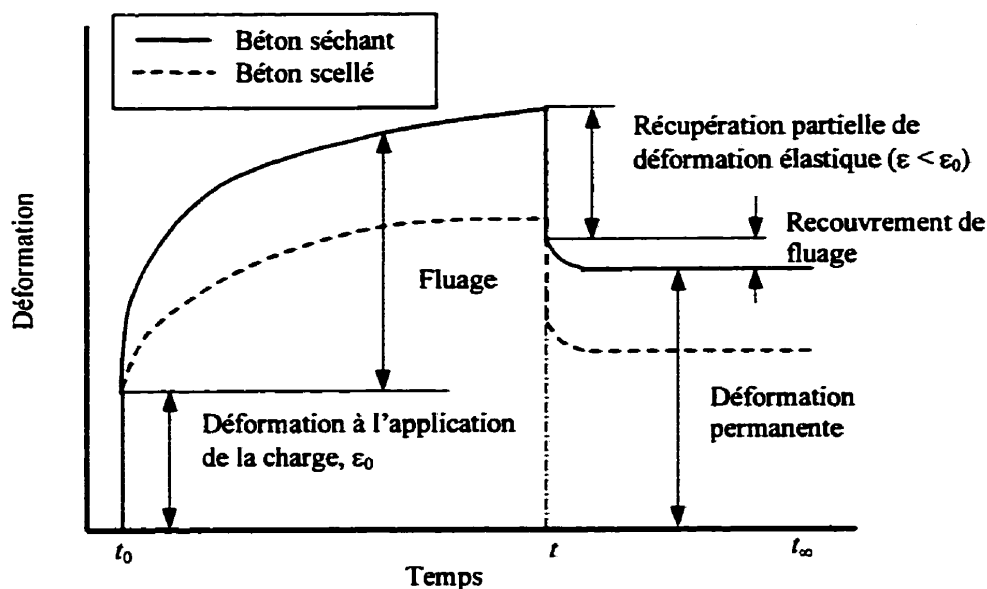 Béton séchant
Béton scellé
Récupération partielle de
déformation élastique (ε < ε₀)
Recouvrement de
fluage
Déformation
Fluage
Déformation à l'application
de la charge, ε₀
Déformation
permanente
t₀
t
t∞
Temps